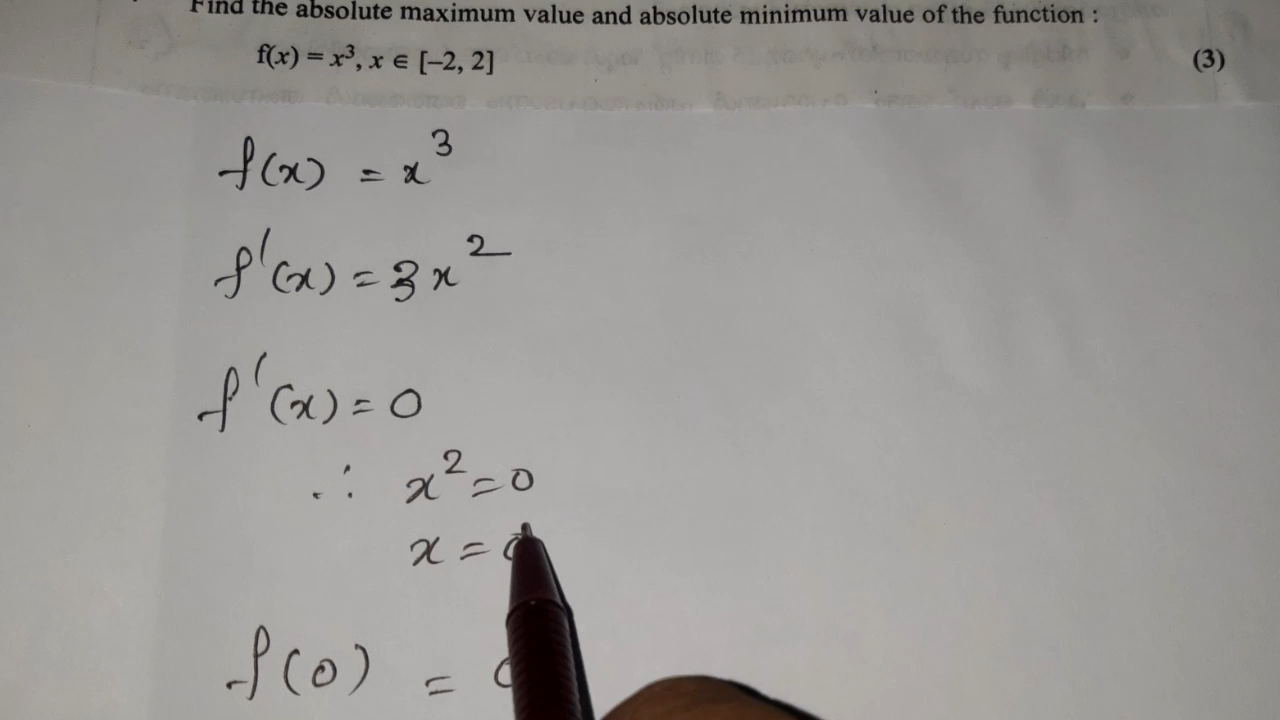 Find the absolute maximum value and absolute minimum value of the function :
f(x) = x³, x ∈ [–2, 2] (3)
f(x) = x³
f'(x) = 3x²
f'(x) = 0
∴ x² = 0
x =
f(0) =